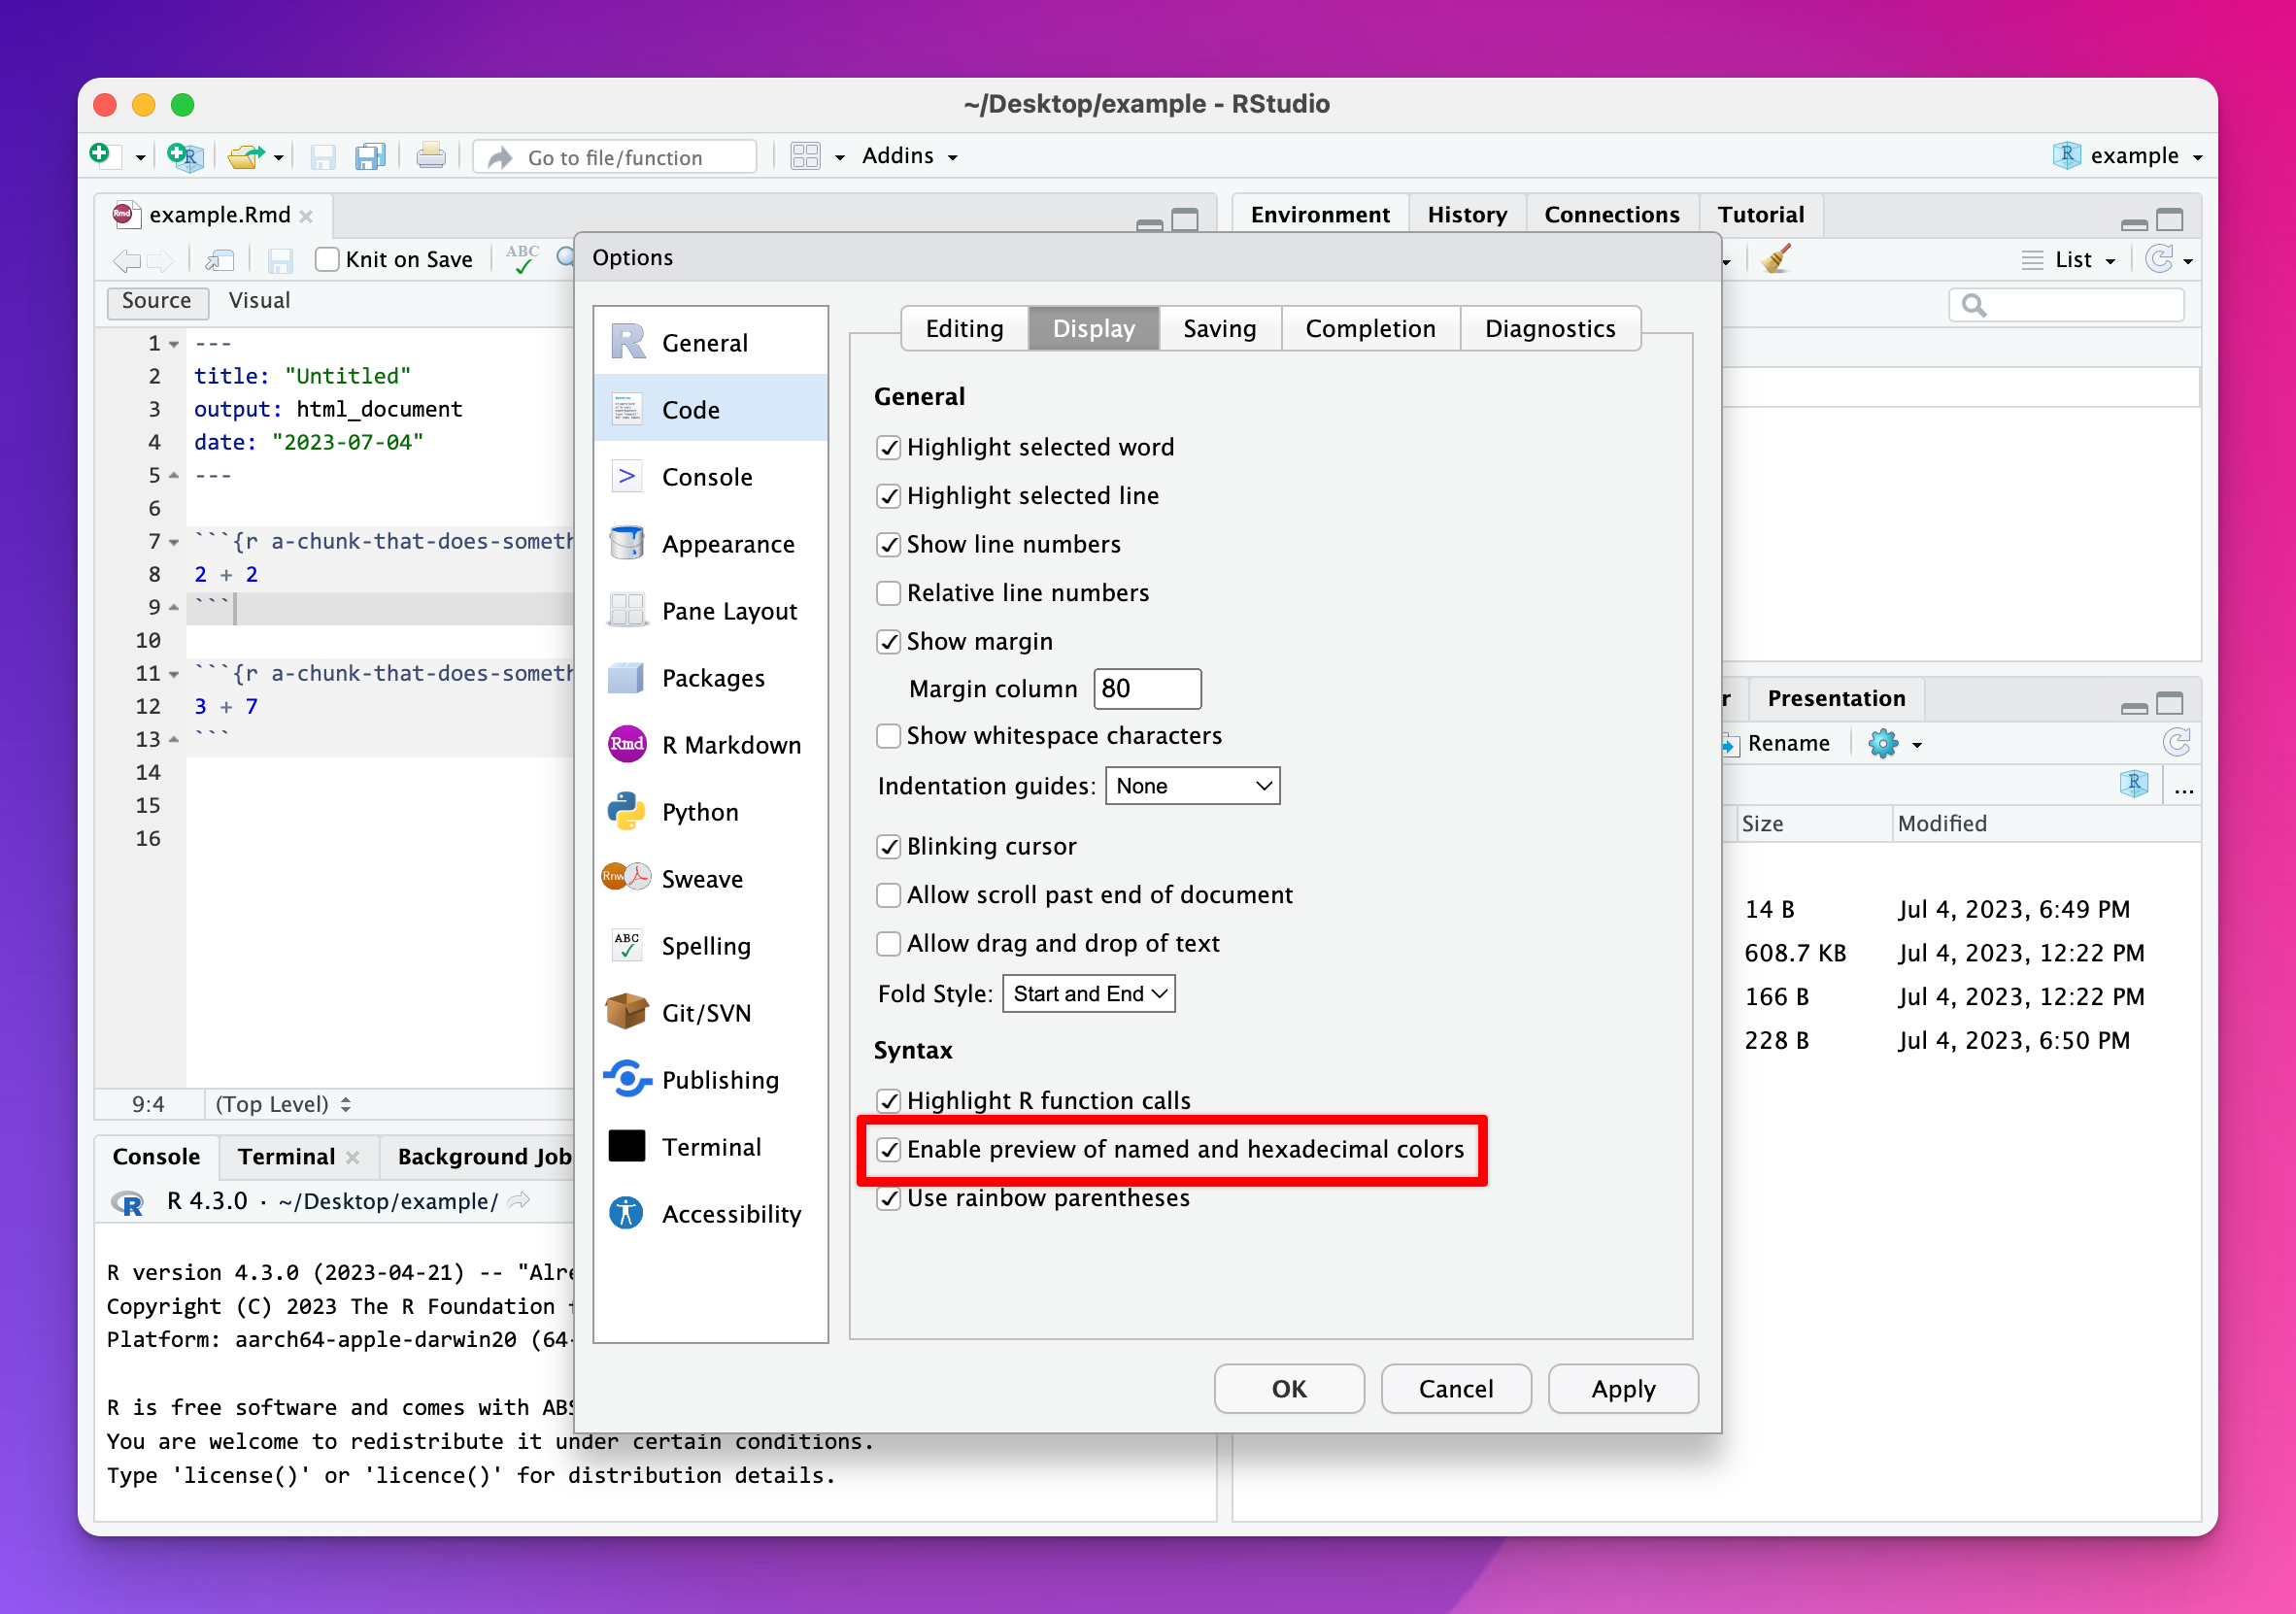 ~/Desktop/example - RStudio
Go to file/function
Addins
example
example.Rmd
Knit on Save
ABC
Source
Visual
1 ---
2 title: "Untitled"
3 output: html_document
4 date: "2023-07-04"
5 ---
6
7 ```{r a-chunk-that-does-someth
8 2 + 2
9 ```
10
11 ```{r a-chunk-that-does-someth
12 3 + 7
13 ```
14
15
16
9:4
(Top Level)
Console
Terminal
Background Job
R 4.3.0 · ~/Desktop/example/
R version 4.3.0 (2023-04-21) -- "Alre
Copyright (C) 2023 The R Foundation f
Platform: aarch64-apple-darwin20 (64-
R is free software and comes with ABS
You are welcome to redistribute it under certain conditions.
Type 'license()' or 'licence()' for distribution details.
Environment
History
Connections
Tutorial
List
r
Presentation
Rename
...
Size
Modified
14 B Jul 4, 2023, 6:49 PM
608.7 KB Jul 4, 2023, 12:22 PM
166 B Jul 4, 2023, 12:22 PM
228 B Jul 4, 2023, 6:50 PM
Options
General
Code
Console
Appearance
Pane Layout
Packages
Rmd
R Markdown
Python
Rnw
Sweave
ABC
Spelling
Git/SVN
Publishing
Terminal
Accessibility
Editing
Display
Saving
Completion
Diagnostics
General
Highlight selected word
Highlight selected line
Show line numbers
Relative line numbers
Show margin
Margin column 80
Show whitespace characters
Indentation guides: None
Blinking cursor
Allow scroll past end of document
Allow drag and drop of text
Fold Style: Start and End
Syntax
Highlight R function calls
Enable preview of named and hexadecimal colors
Use rainbow parentheses
OK
Cancel
Apply